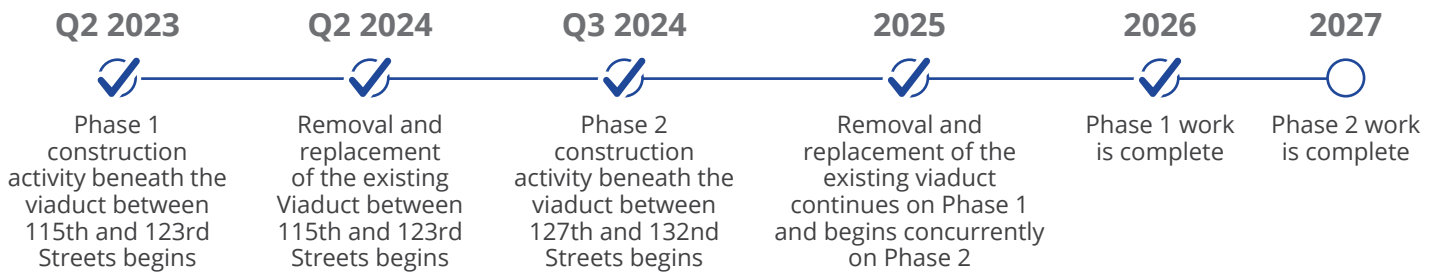 Q2 2023
Phase 1
construction
activity beneath the
viaduct between
115th and 123rd
Streets begins
Q2 2024
Removal and
replacement
of the existing
Viaduct between
115th and 123rd
Streets begins
Q3 2024
Phase 2
construction
activity beneath the
viaduct between
127th and 132nd
Streets begins
2025
Removal and
replacement of the
existing viaduct
continues on Phase 1
and begins concurrently
on Phase 2
2026
Phase 1 work
is complete
2027
Phase 2 work
is complete